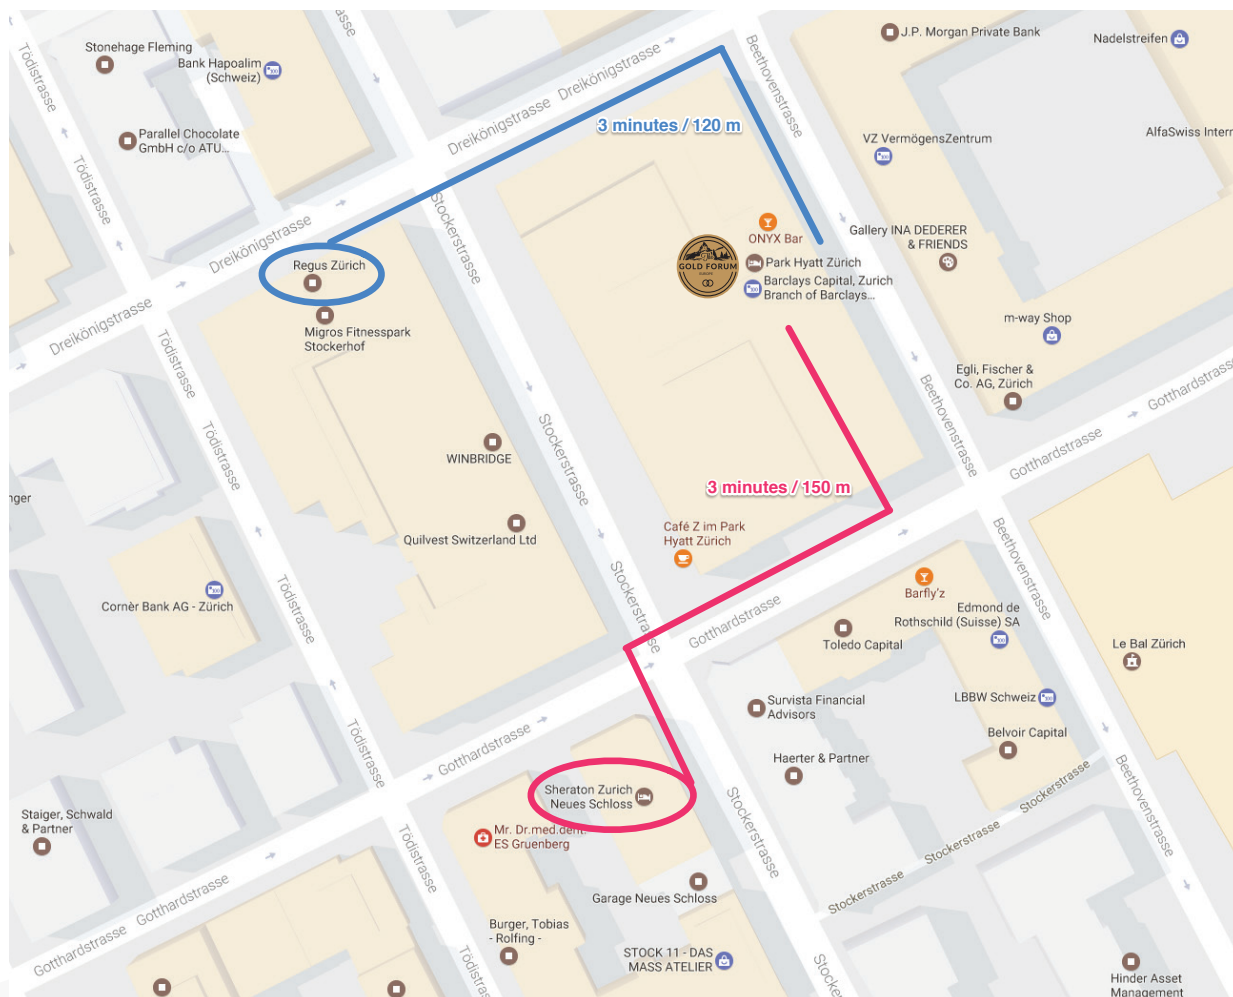 Stonehage Fleming
Bank Hapoalim
(Schweiz)
J.P. Morgan Private Bank
Nadelstreifen
Tödistrasse
Tödistrasse
Parallel Chocolate
GmbH c/o ATU...
Dreikönigstrasse
Dreikönigstrasse
Beethovenstrasse
3 minutes / 120 m
VZ VermögensZentrum
AlfaSwiss Intern
Dreikönigstrasse
Stockerstrasse
ONYX Bar
Gallery INA DEDERER
& FRIENDS
Regus Zürich
GOLD FORUM
EUROPE
Park Hyatt Zürich
Barclays Capital, Zurich
Branch of Barclays...
Dreikönigstrasse
Migros Fitnesspark
Stockerhof
m-way Shop
Egli, Fischer &
Co. AG, Zürich
Beethovenstrasse
Gotthardstrasse
Tödistrasse
WINBRIDGE
Stockerstrasse
Gotthardstrasse
3 minutes / 150 m
nger
Quilvest Switzerland Ltd
Café Z im Park
Hyatt Zürich
Beethovenstrasse
Cornèr Bank AG - Zürich
Tödistrasse
Stockerstrasse
Gotthardstrasse
Barfly'z
Edmond de
Rothschild (Suisse) SA
Toledo Capital
Le Bal Zürich
Survista Financial
Advisors
LBBW Schweiz
Belvoir Capital
Tödistrasse
Gotthardstrasse
Haerter & Partner
Sheraton Zurich
Neues Schloss
Stockerstrasse
Stockerstrasse
Beethovenstrasse
Staiger, Schwald
& Partner
Mr. Dr.med.dent.
ES Gruenberg
Stockerstrasse
Tödistrasse
Garage Neues Schloss
Stockerstrasse
Gotthardstrasse
Gotthardstrasse
Burger, Tobias
- Rolfing -
STOCK 11 - DAS
MASS ATELIER
Tödistrasse
Stocke
Hinder Asset
Management